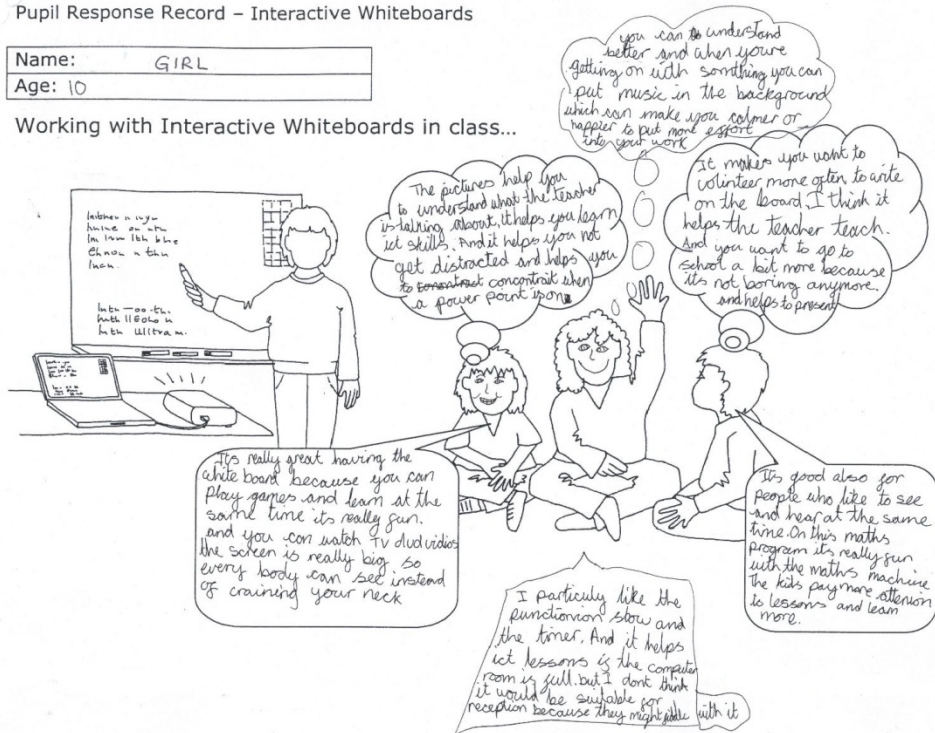 Pupil Response Record – Interactive Whiteboards
Name: GIRL
Age: 10
Working with Interactive Whiteboards in class...
you can to understand
better and when youre
getting on with somthing you can
put music in the background
which can make you calmer or
happier to put more effort
into your work
The pictures help you
to understand what the teacher
is talking about, it helps you learn
ict skills. And it helps you not
get distracted and helps you
to concontrait when
a power point is on
It makes you want to
volinteer more often to write
on the board. I think it
helps the teacher teach.
And you want to go to
school a bit more because
its not boring anymore.
and helps to present
Its really great having the
white board because you can
play games and learn at the
same time its really fun.
and you can watch TV dvd vidios
the screen is really big. so
every body can see instead
of craining your neck
Its good also for
people who like to see
and hear at the same
time. On this maths
program its really fun
with the maths machine
The kids pay more attenion
is lessons and learn
more.
I particuly like the
show and
the timer. And it helps
ict lessons if the computer
room is full. but I dont think
it would be suitable for
reception because they might fiddle with it